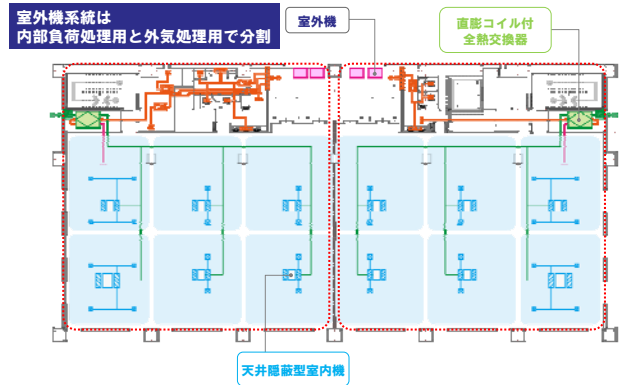 室外機系統は
内部負荷処理用と外気処理用で分割
室外機
直膨コイル付
全熱交換器
天井隠蔽型室内機